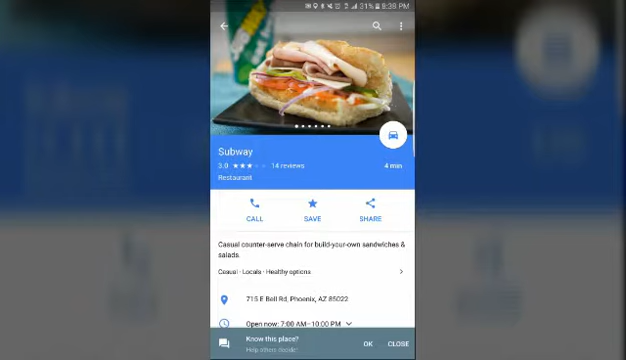 31% 8:38 PM
Subway
3.0 14 reviews 4 min
Restaurant
CALL SAVE SHARE
Casual counter-serve chain for build-your-own sandwiches &
salads
Casual · Locals · Healthy options
715 E Bell Rd, Phoenix, AZ 85022
Open now: 7:00 AM–10:00 PM
Know this place? OK CLOSE
Help others decide!